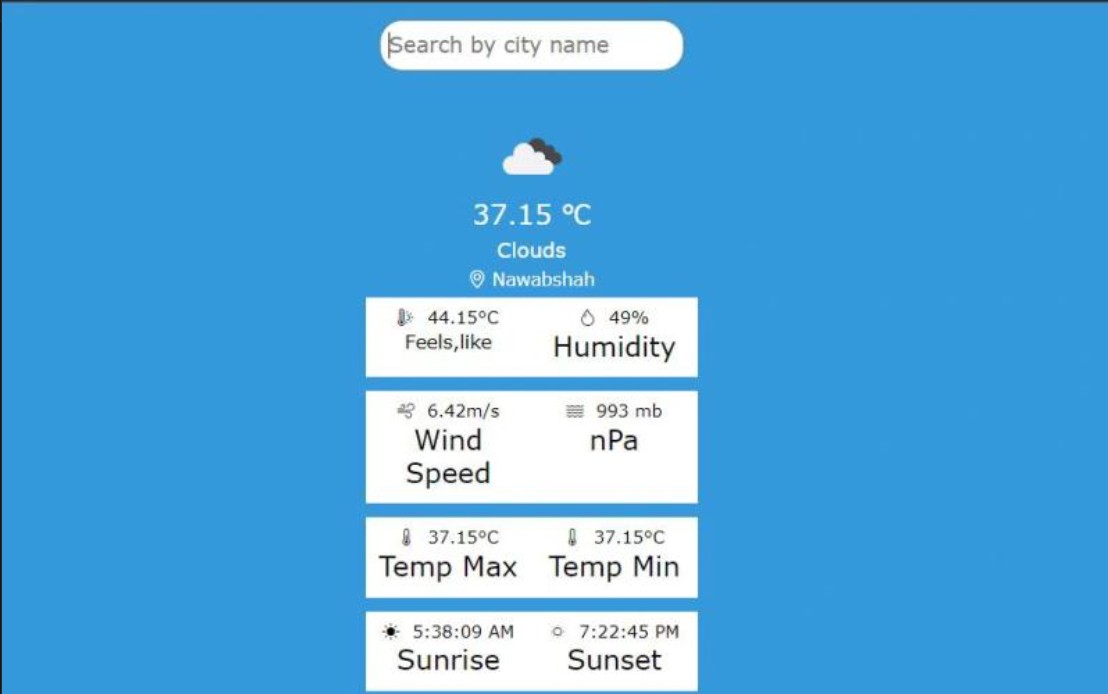 Search by city name
37.15 °C
Clouds
Nawabshah
44.15°C
Feels,like
49%
Humidity
6.42m/s
Wind
Speed
993 mb
nPa
37.15°C
Temp Max
37.15°C
Temp Min
5:38:09 AM
Sunrise
7:22:45 PM
Sunset